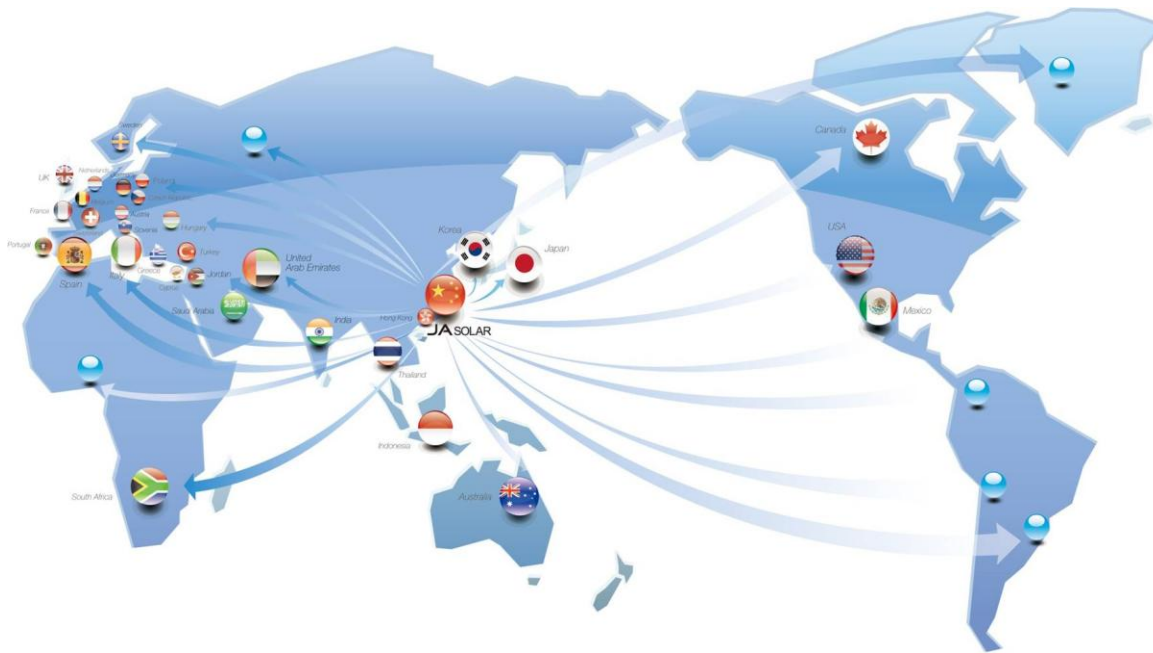 Sweden
UK
Netherlands
Poland
France
Austria
Slovenia
Hungary
Portugal
Spain
Italy
Greece
Turkey
Cyprus
Jordan
United
Arab Emirates
Saudi Arabia
India
Korea
Japan
Hong Kong
JA SOLAR
Thailand
Indonesia
Australia
South Africa
Canada
USA
Mexico